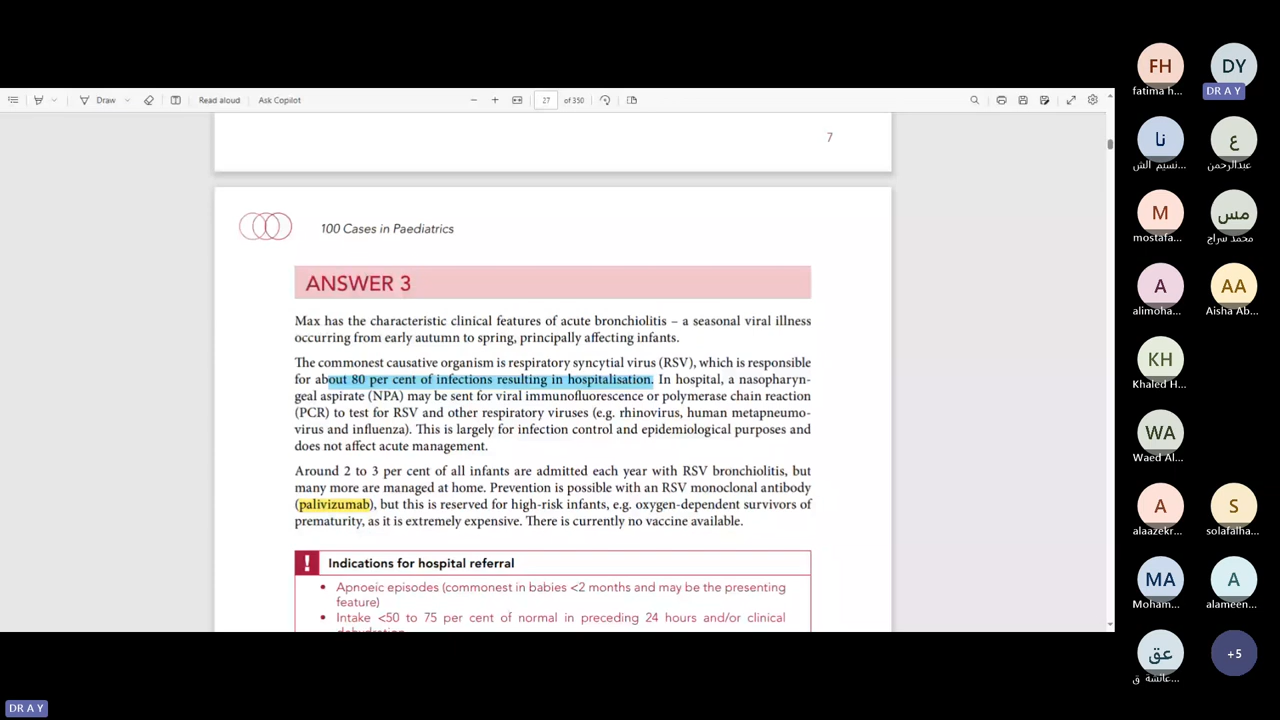 Draw
Read aloud
Ask Copilot
27 of 350
7
100 Cases in Paediatrics
ANSWER 3
Max has the characteristic clinical features of acute bronchiolitis – a seasonal viral illness
occurring from early autumn to spring, principally affecting infants.
The commonest causative organism is respiratory syncytial virus (RSV), which is responsible
for about 80 per cent of infections resulting in hospitalisation. In hospital, a nasopharyn-
geal aspirate (NPA) may be sent for viral immunofluorescence or polymerase chain reaction
(PCR) to test for RSV and other respiratory viruses (e.g. rhinovirus, human metapneumo-
virus and influenza). This is largely for infection control and epidemiological purposes and
does not affect acute management.
Around 2 to 3 per cent of all infants are admitted each year with RSV bronchiolitis, but
many more are managed at home. Prevention is possible with an RSV monoclonal antibody
(palivizumab), but this is reserved for high-risk infants, e.g. oxygen-dependent survivors of
prematurity, as it is extremely expensive. There is currently no vaccine available.
! Indications for hospital referral
• Apnoeic episodes (commonest in babies <2 months and may be the presenting
feature)
• Intake <50 to 75 per cent of normal in preceding 24 hours and/or clinical
dehydration
FH
fatima h...
DY
DR A Y
نا
نسيم الش...
ع
عبدالرحمن
M
mostafa...
مس
محمد سراج
A
alimoha...
AA
Aisha Ab...
KH
Khaled H...
WA
Waed Al...
A
alaazekr...
S
solafalha...
MA
Moham...
A
alameen...
عق
عائشة ق...
+5
DR A Y